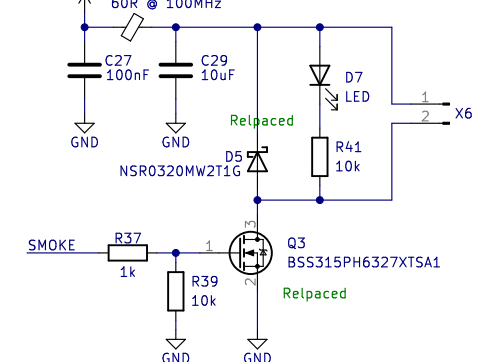 60R @ 100MHz
C27
100nF
C29
10uF
GND
GND
D7
LED
1
2
X6
Relpaced
D5
NSR0320MW2T1G
R41
10k
SMOKE
R37
1k
1
3
2
Q3
BSS315PH6327XTSA1
R39
10k
Relpaced
GND
GND